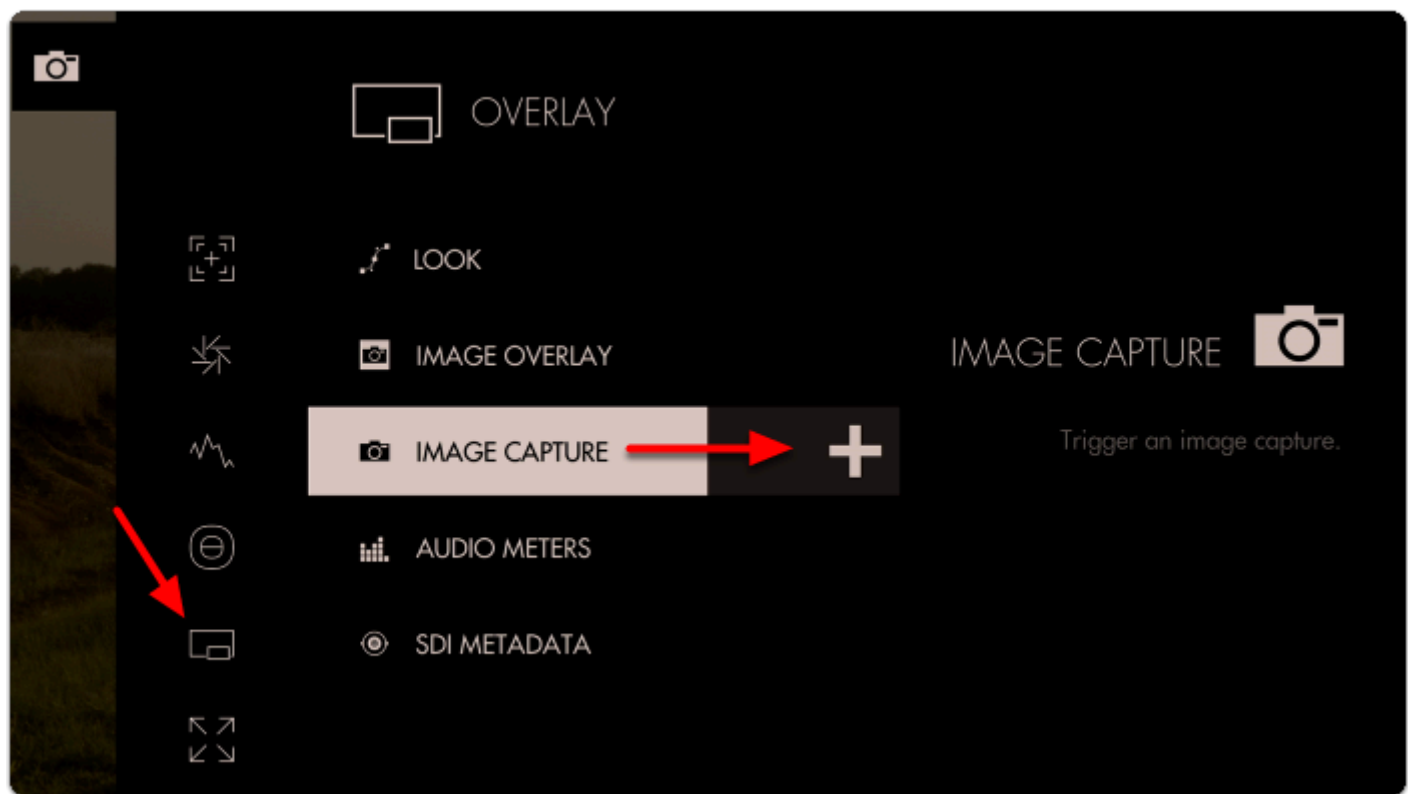 OVERLAY
LOOK
IMAGE OVERLAY
IMAGE CAPTURE
AUDIO METERS
SDI METADATA
IMAGE CAPTURE
Trigger an image capture.